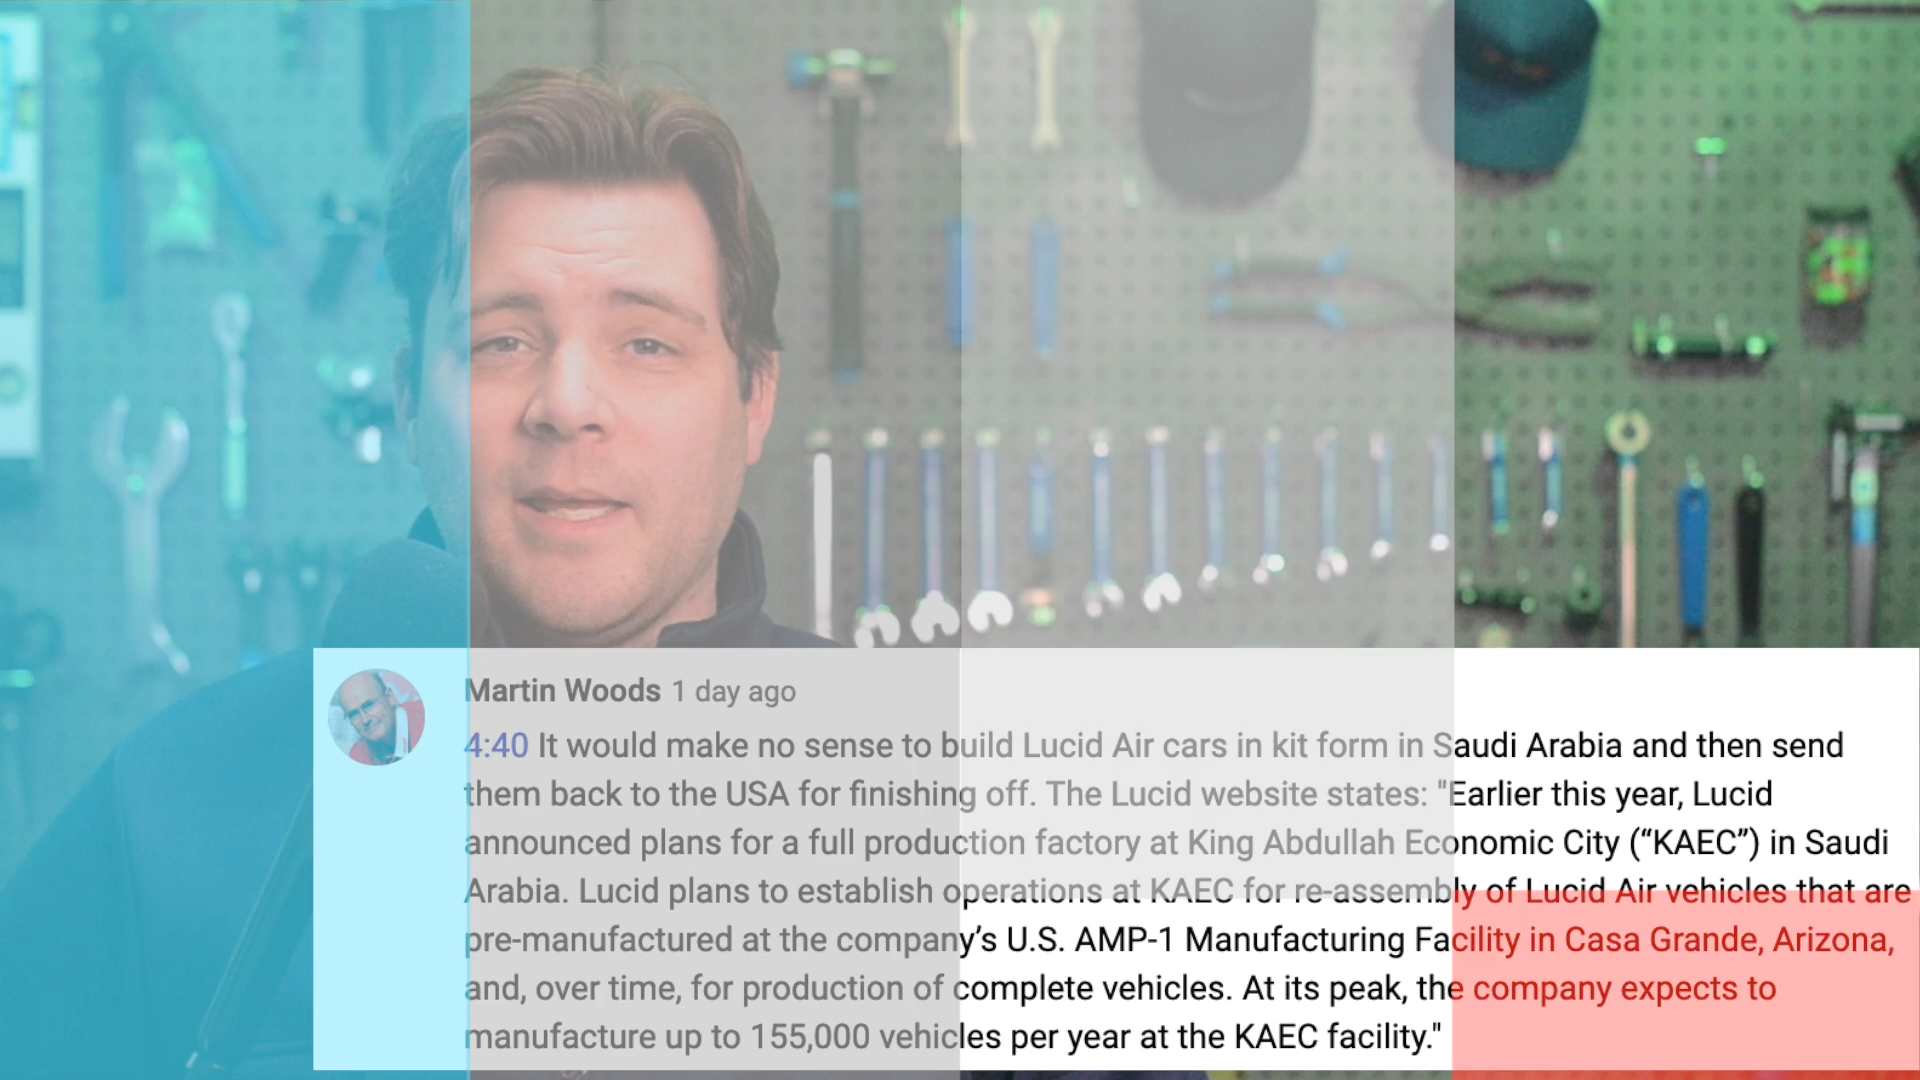 Martin Woods 1 day ago
4:40 It would make no sense to build Lucid Air cars in kit form in Saudi Arabia and then send
them back to the USA for finishing off. The Lucid website states: "Earlier this year, Lucid
announced plans for a full production factory at King Abdullah Economic City (“KAEC”) in Saudi
Arabia. Lucid plans to establish operations at KAEC for re-assembly of Lucid Air vehicles that are
pre-manufactured at the company’s U.S. AMP-1 Manufacturing Facility in Casa Grande, Arizona,
and, over time, for production of complete vehicles. At its peak, the company expects to
manufacture up to 155,000 vehicles per year at the KAEC facility."